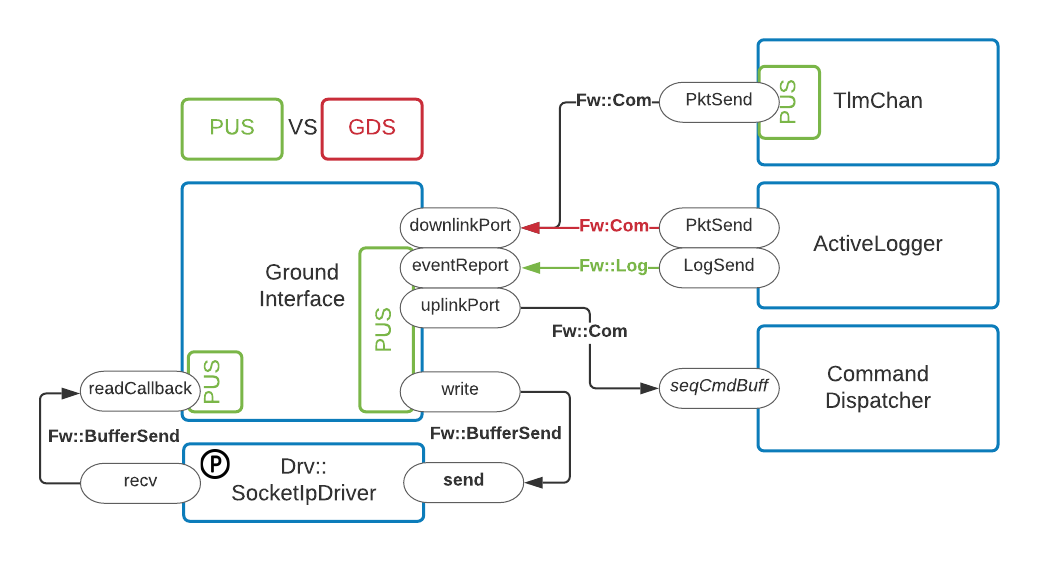 Fw::Com
PktSend
PUS
TlmChan
PUS
VS
GDS
downlinkPort
Fw:Com
PktSend
ActiveLogger
eventReport
Fw::Log
LogSend
Ground
Interface
uplinkPort
PUS
Fw::Com
PUS
readCallback
write
seqCmdBuff
Command
Dispatcher
Fw::BufferSend
Fw::BufferSend
P
Drv::
SocketIpDriver
recv
send